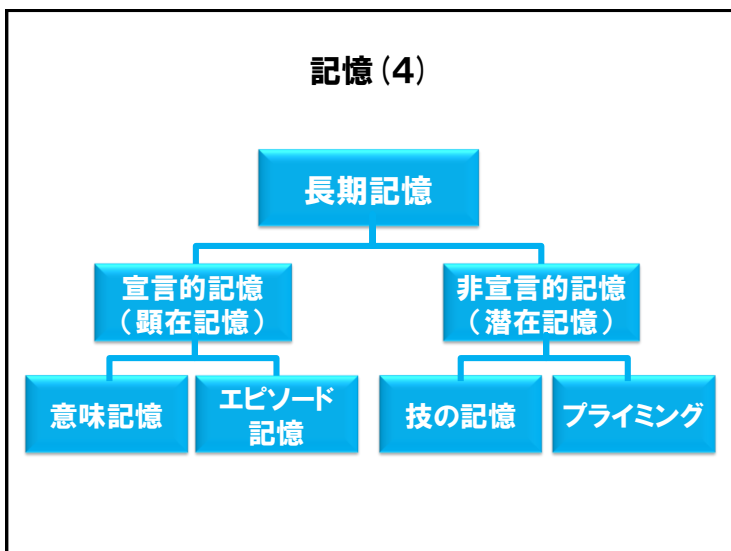 記憶(4)
長期記憶
宣言的記憶
(顕在記憶)
非宣言的記憶
(潜在記憶)
意味記憶
エピソード
記憶
技の記憶
プライミング